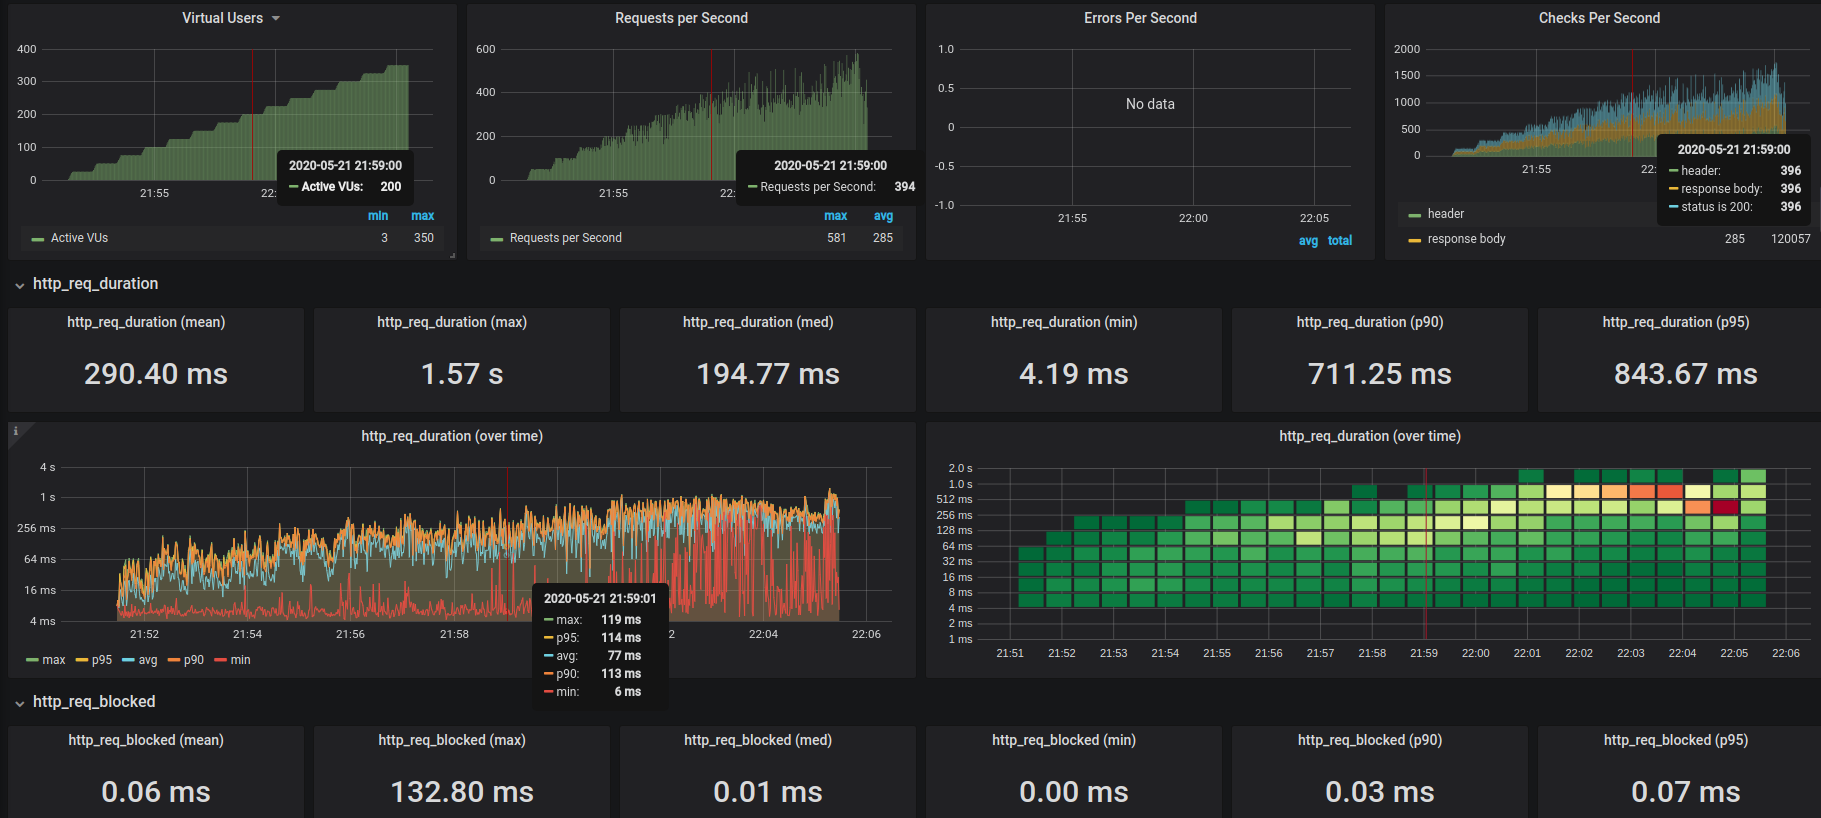 Virtual Users
400
300
200
100
0
21:55
22:
2020-05-21 21:59:00
Active VUs: 200
min max
Active VUs 3 350
Requests per Second
600
400
200
0
21:55
22:
2020-05-21 21:59:00
Requests per Second: 394
max avg
Requests per Second 581 285
Errors Per Second
1.0
0.5
0
-0.5
-1.0
No data
21:55 22:00 22:05
avg total
Checks Per Second
2000
1500
1000
500
0
21:55
22:
2020-05-21 21:59:00
header: 396
response body: 396
status is 200: 396
header
response body 285 120057
http_req_duration
http_req_duration (mean)
290.40 ms
http_req_duration (max)
1.57 s
http_req_duration (med)
194.77 ms
http_req_duration (min)
4.19 ms
http_req_duration (p90)
711.25 ms
http_req_duration (p95)
843.67 ms
i
http_req_duration (over time)
4 s
1 s
256 ms
64 ms
16 ms
4 ms
21:52 21:54 21:56 21:58 2 22:04 22:06
2020-05-21 21:59:01
max: 119 ms
p95: 114 ms
avg: 77 ms
p90: 113 ms
min: 6 ms
max p95 avg p90 min
http_req_duration (over time)
2.0 s
1.0 s
512 ms
256 ms
128 ms
64 ms
32 ms
16 ms
8 ms
4 ms
2 ms
1 ms
21:51 21:52 21:53 21:54 21:55 21:56 21:57 21:58 21:59 22:00 22:01 22:02 22:03 22:04 22:05 22:06
http_req_blocked
http_req_blocked (mean)
0.06 ms
http_req_blocked (max)
132.80 ms
http_req_blocked (med)
0.01 ms
http_req_blocked (min)
0.00 ms
http_req_blocked (p90)
0.03 ms
http_req_blocked (p95)
0.07 ms